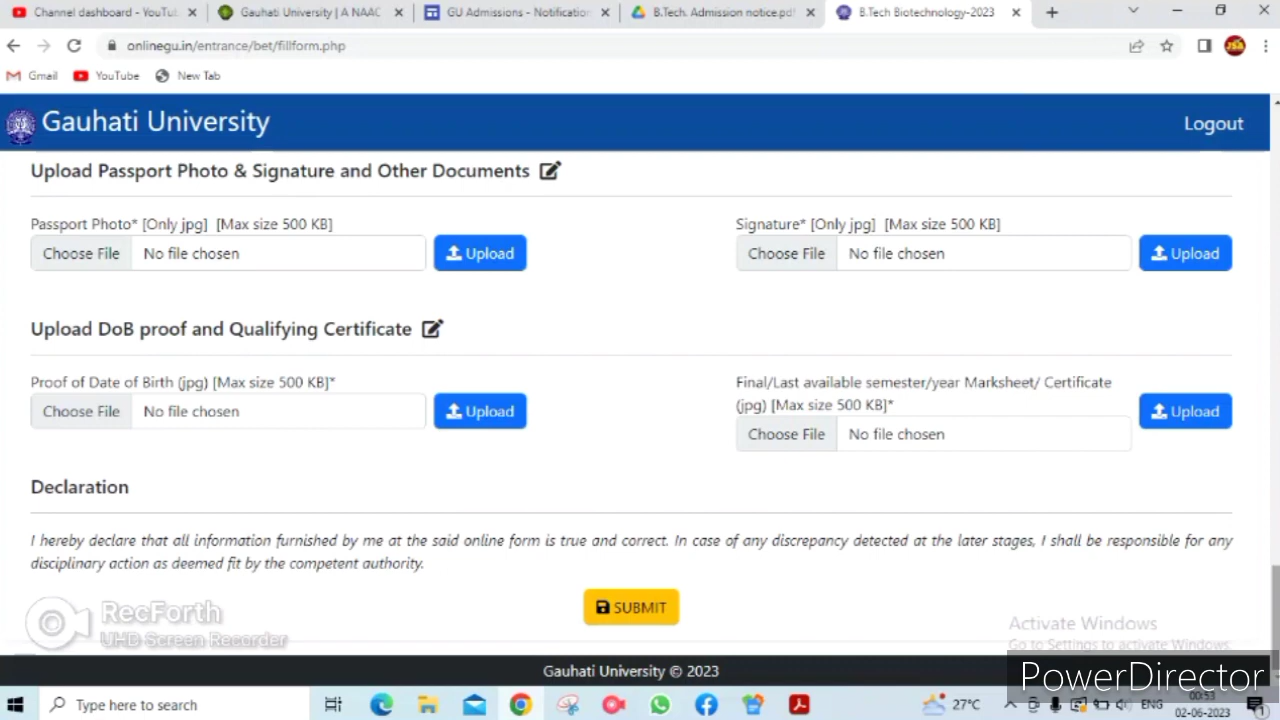 Channel dashboard - YouTu
Gauhati University | A NAAC
GU Admissions - Notification
B.Tech. Admission notice.pdf
B.Tech Biotechnology-2023
onlinegu.in/entrance/bet/fillform.php
Gmail
YouTube
New Tab
Gauhati University
Logout
Upload Passport Photo & Signature and Other Documents
Passport Photo* [Only jpg] [Max size 500 KB]
Signature* [Only jpg] [Max size 500 KB]
Choose File No file chosen
Upload
Choose File No file chosen
Upload
Upload DoB proof and Qualifying Certificate
Proof of Date of Birth (jpg) [Max size 500 KB]*
Final/Last available semester/year Marksheet/ Certificate
(jpg) [Max size 500 KB]*
Choose File No file chosen
Upload
Choose File No file chosen
Upload
Declaration
I hereby declare that all information furnished by me at the said online form is true and correct. In case of any discrepancy detected at the later stages, I shall be responsible for any
disciplinary action as deemed fit by the competent authority.
SUBMIT
RecForth
UHD Screen Recorder
Activate Windows
Go to Settings to activate Windows.
Gauhati University © 2023
PowerDirector
Type here to search
27°C
ENG
00:53
02-06-2023
1